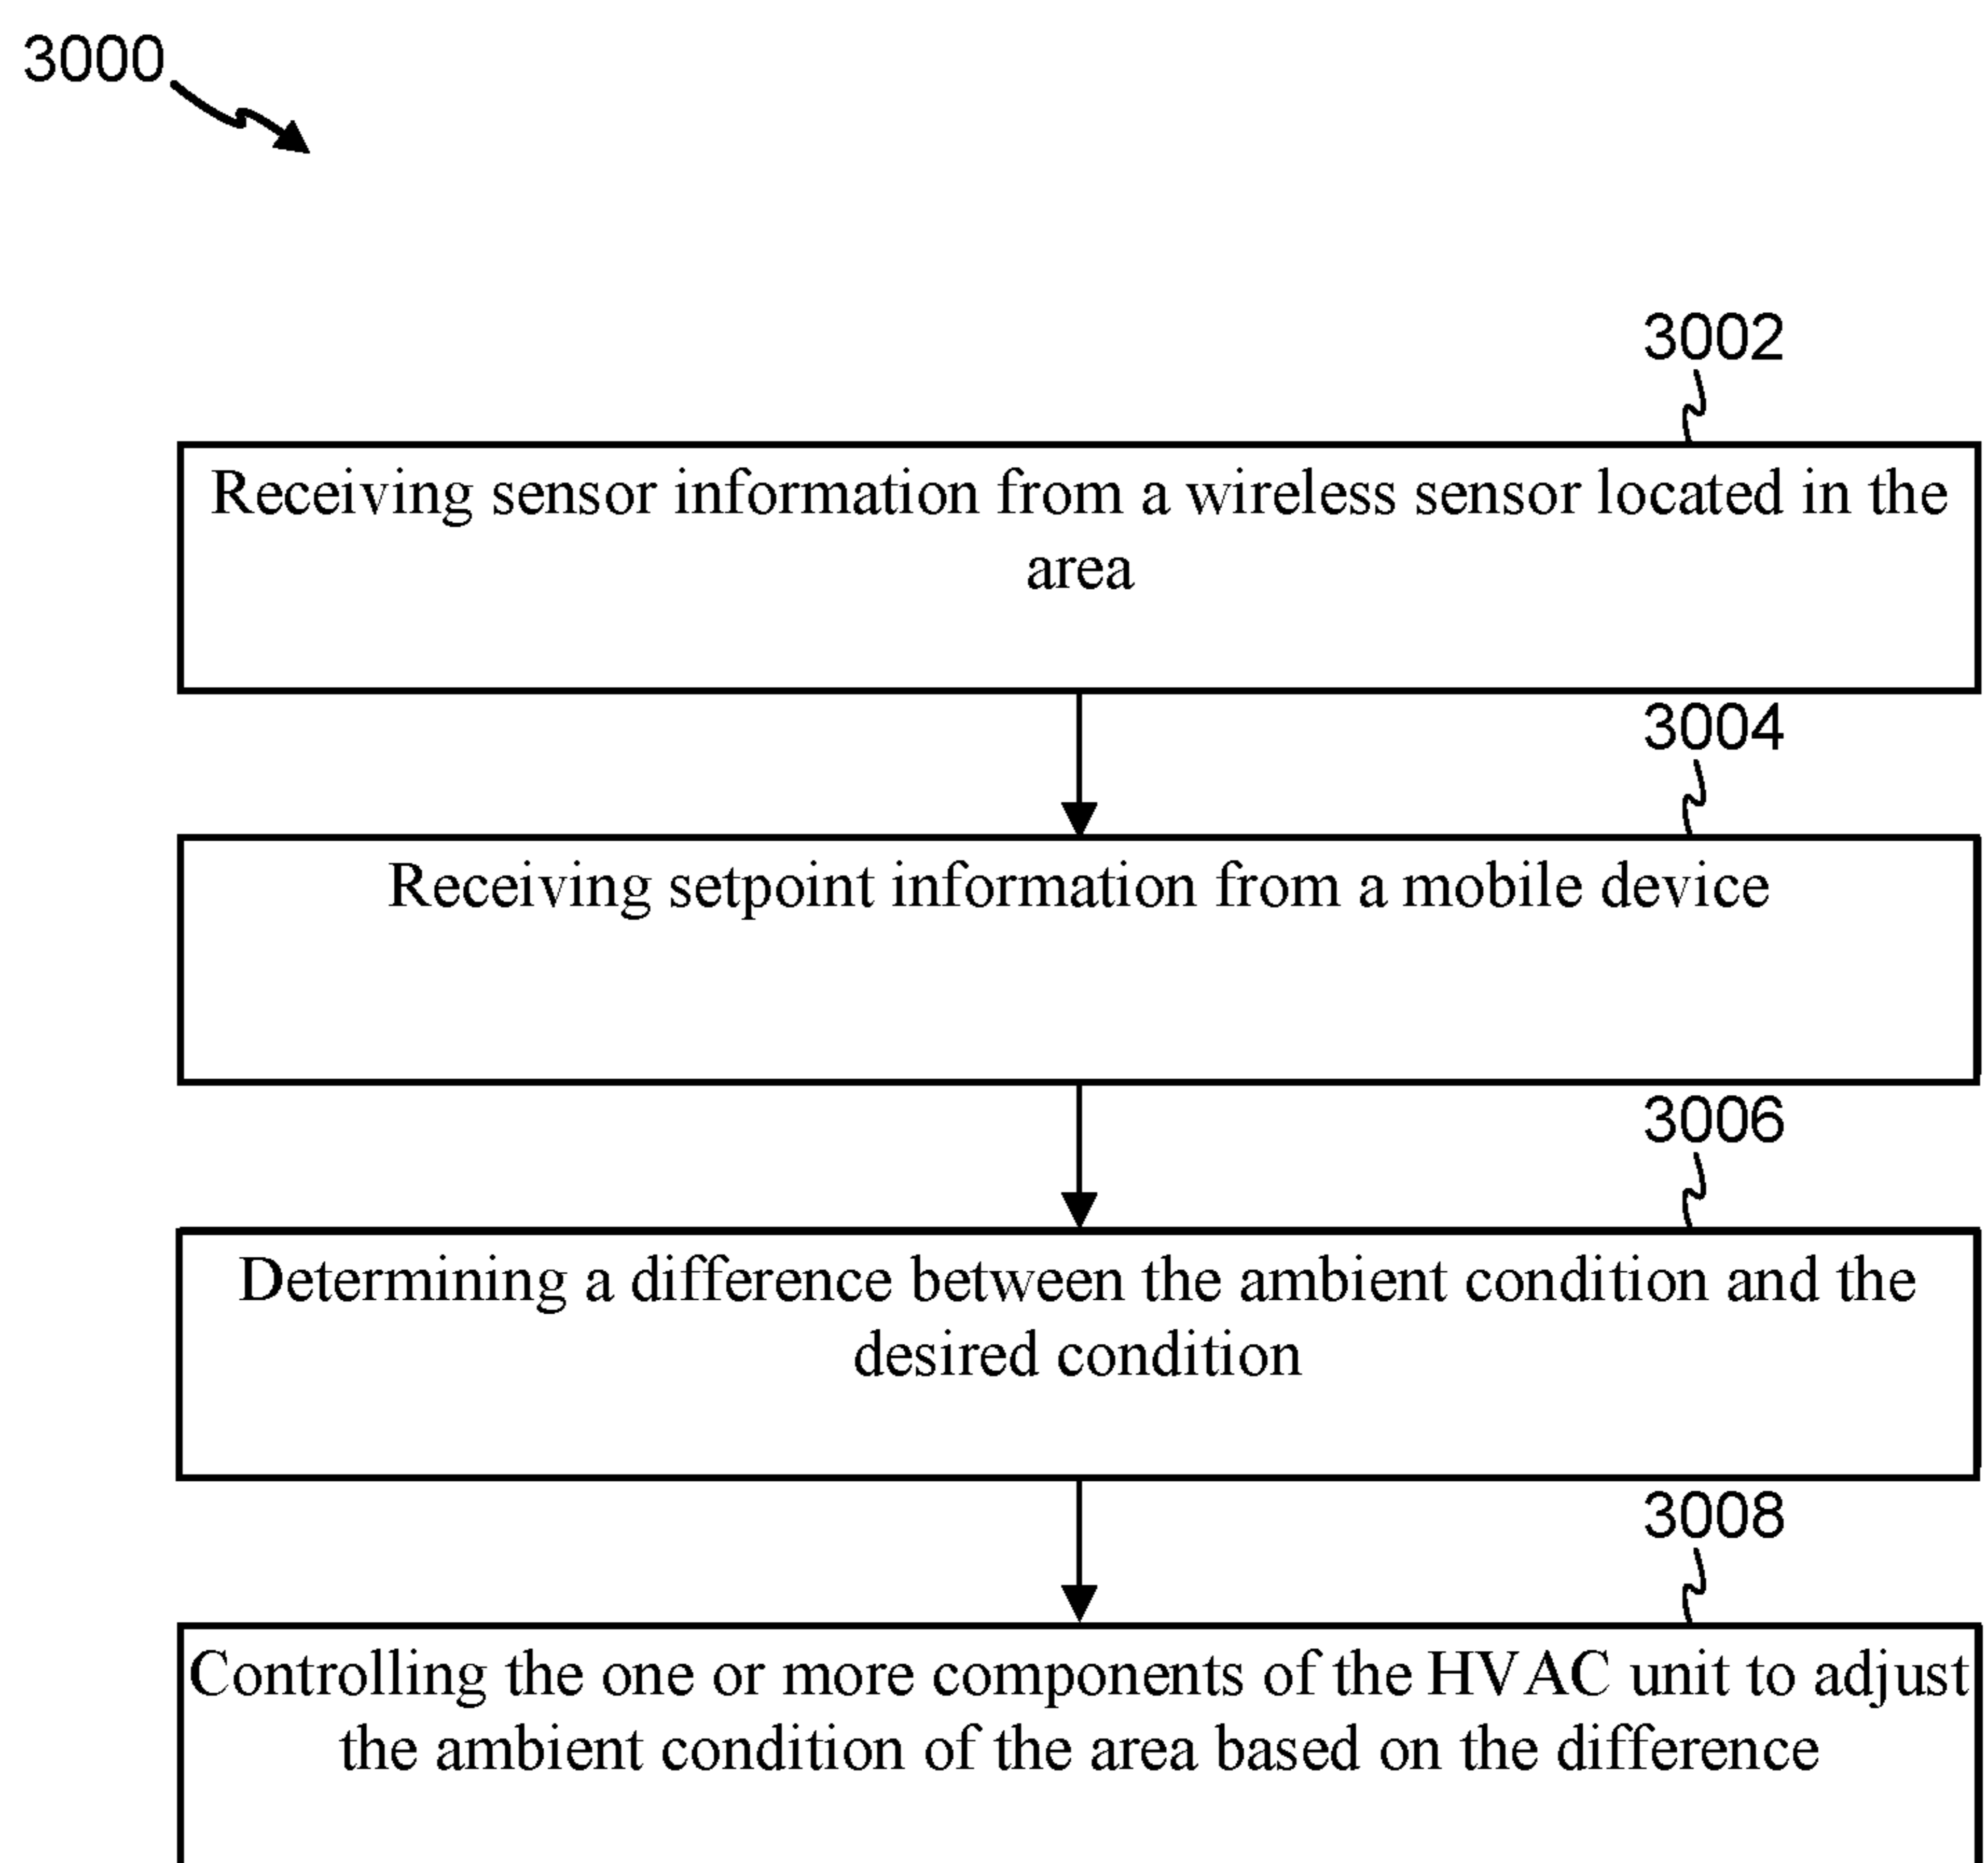 3000
3002
Receiving sensor information from a wireless sensor located in the
area
3004
Receiving setpoint information from a mobile device
3006
Determining a difference between the ambient condition and the
desired condition
3008
Controlling the one or more components of the HVAC unit to adjust
the ambient condition of the area based on the difference